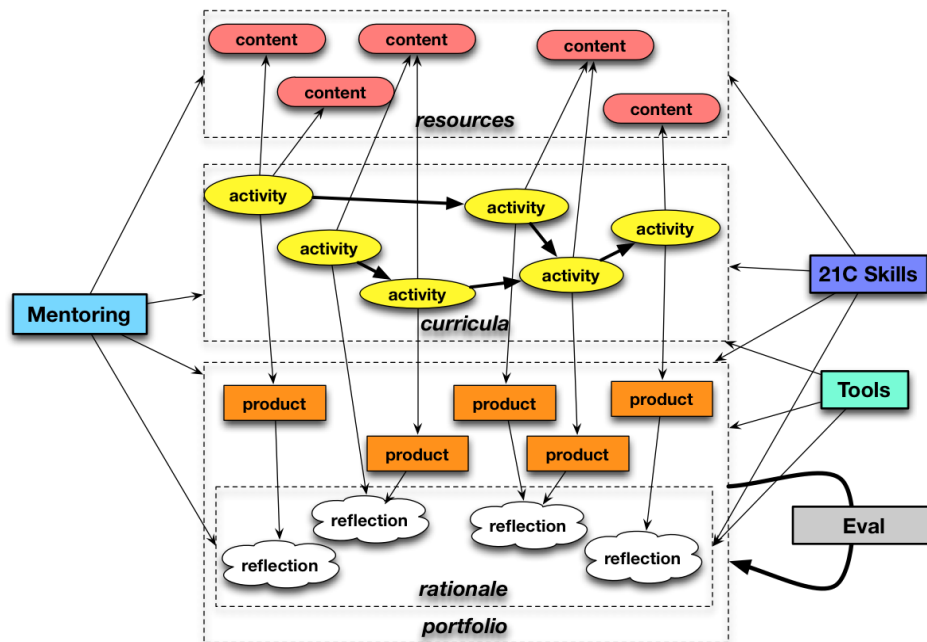 content
content
content
content
content
resources
activity
activity
activity
activity
activity
activity
curricula
Mentoring
21C Skills
Tools
product
product
product
product
product
reflection
reflection
reflection
reflection
Eval
rationale
portfolio